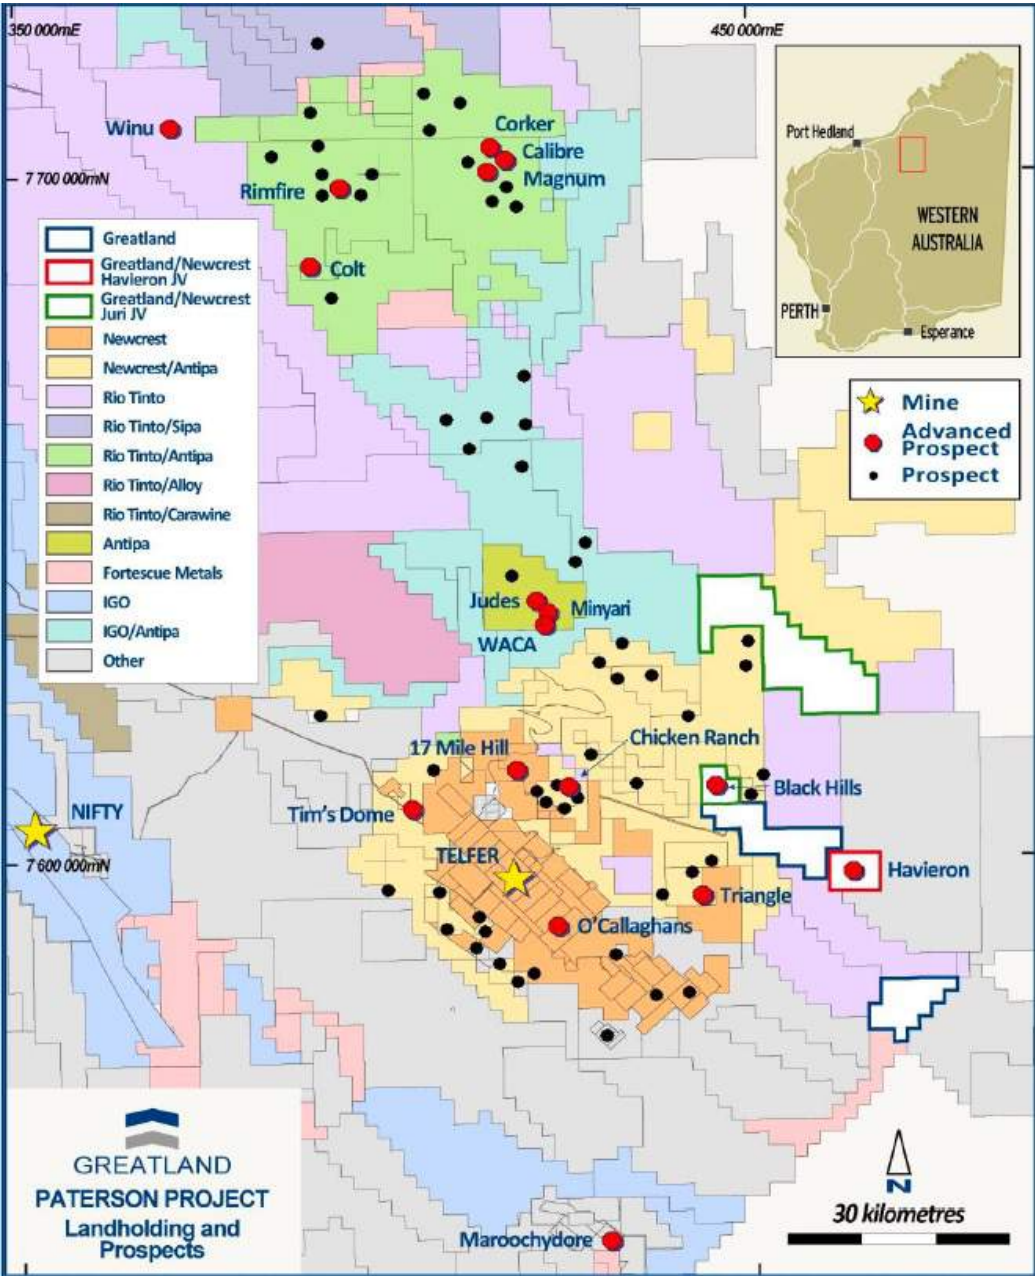 350 000mE
450 000mE
Winu
Corker
Calibre
Magnum
7 700 000mN
Rimfire
Colt
Port Hedland
WESTERN
AUSTRALIA
PERTH
Esperance
Greatland
Greatland/Newcrest
Havieron JV
Greatland/Newcrest
Juri JV
Newcrest
Newcrest/Antipa
Rio Tinto
Rio Tinto/Sipa
Rio Tinto/Antipa
Rio Tinto/Alloy
Rio Tinto/Carawine
Antipa
Fortescue Metals
IGO
IGO/Antipa
Other
Mine
Advanced
Prospect
Prospect
Judes
Minyari
WACA
17 Mile Hill
Chicken Ranch
Black Hills
Tim's Dome
NIFTY
TELFER
7 600 000mN
Havieron
Triangle
O'Callaghans
GREATLAND
PATERSON PROJECT
Landholding and
Prospects
N
30 kilometres
Maroochydore